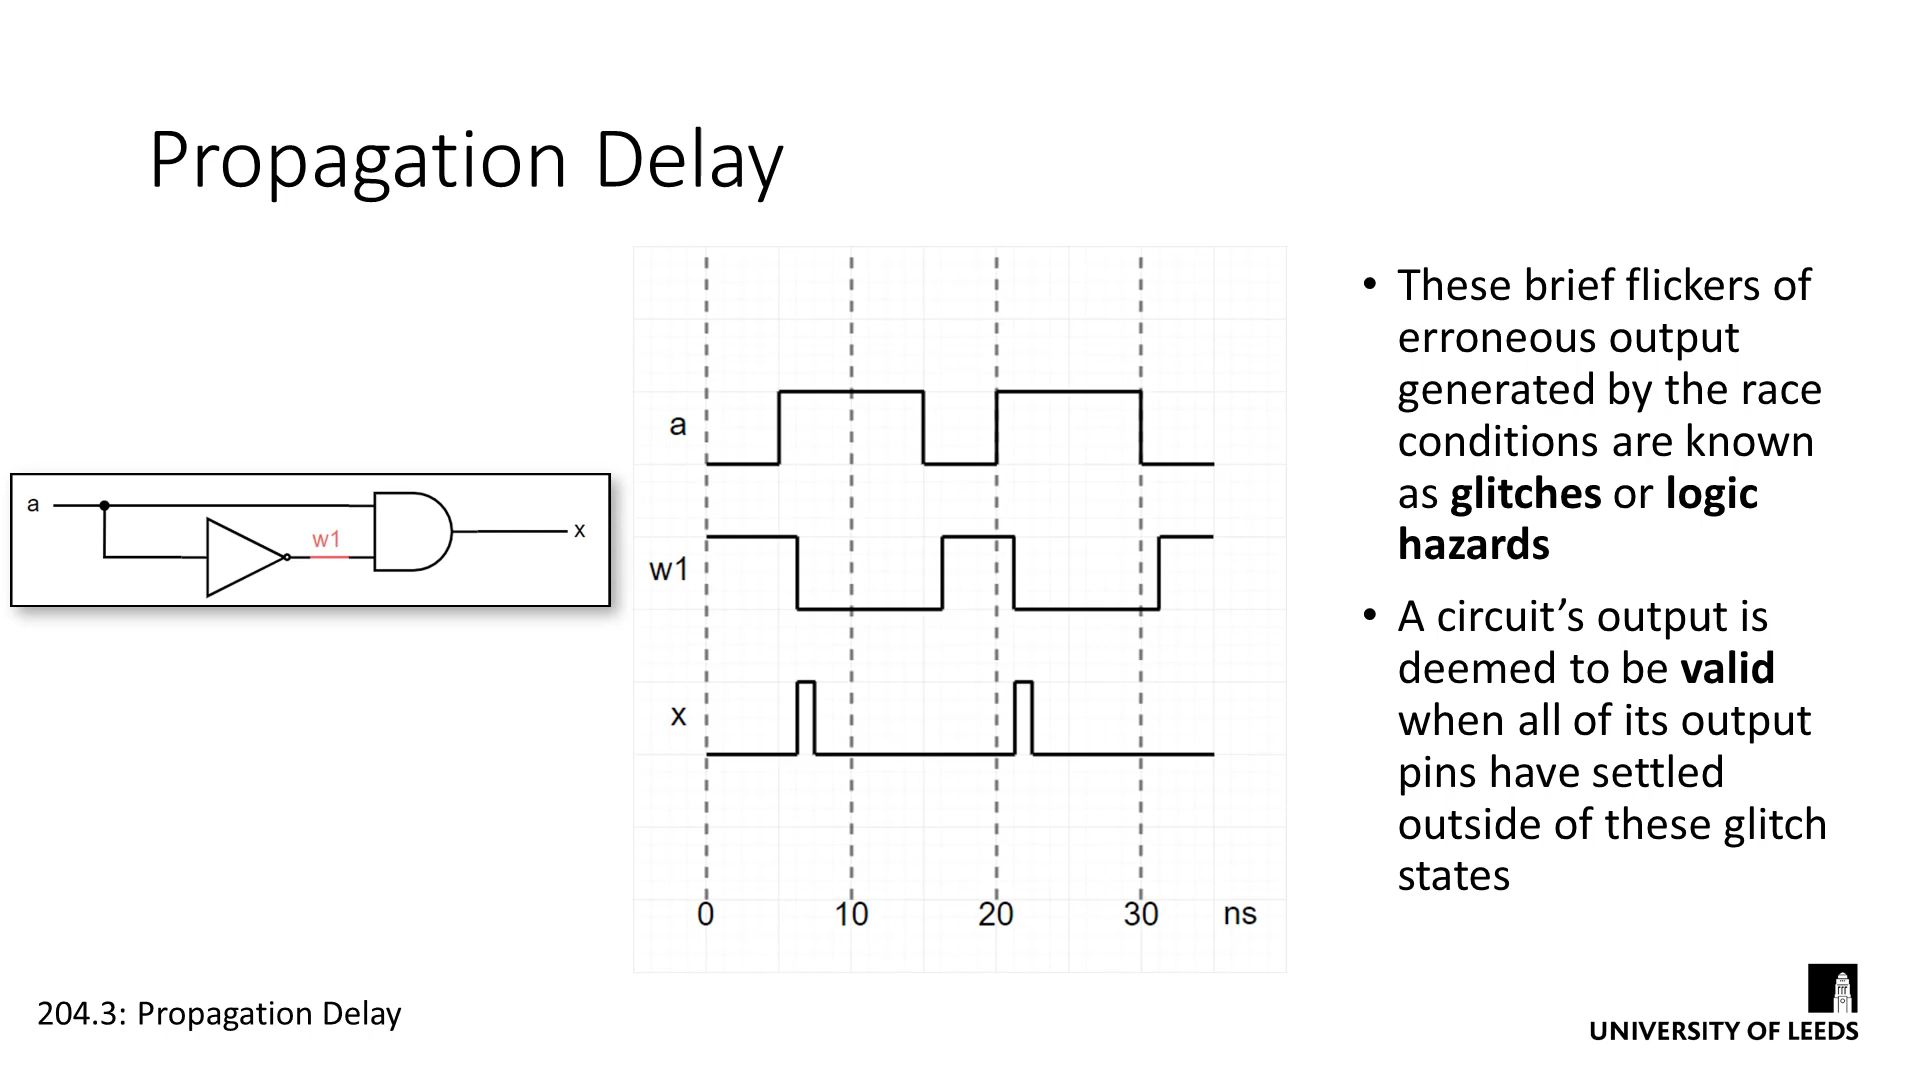 Propagation Delay
a
w1
x
a
w1
x
0 10 20 30 ns
• These brief flickers of
erroneous output
generated by the race
conditions are known
as glitches or logic
hazards
• A circuit’s output is
deemed to be valid
when all of its output
pins have settled
outside of these glitch
states
204.3: Propagation Delay
UNIVERSITY OF LEEDS